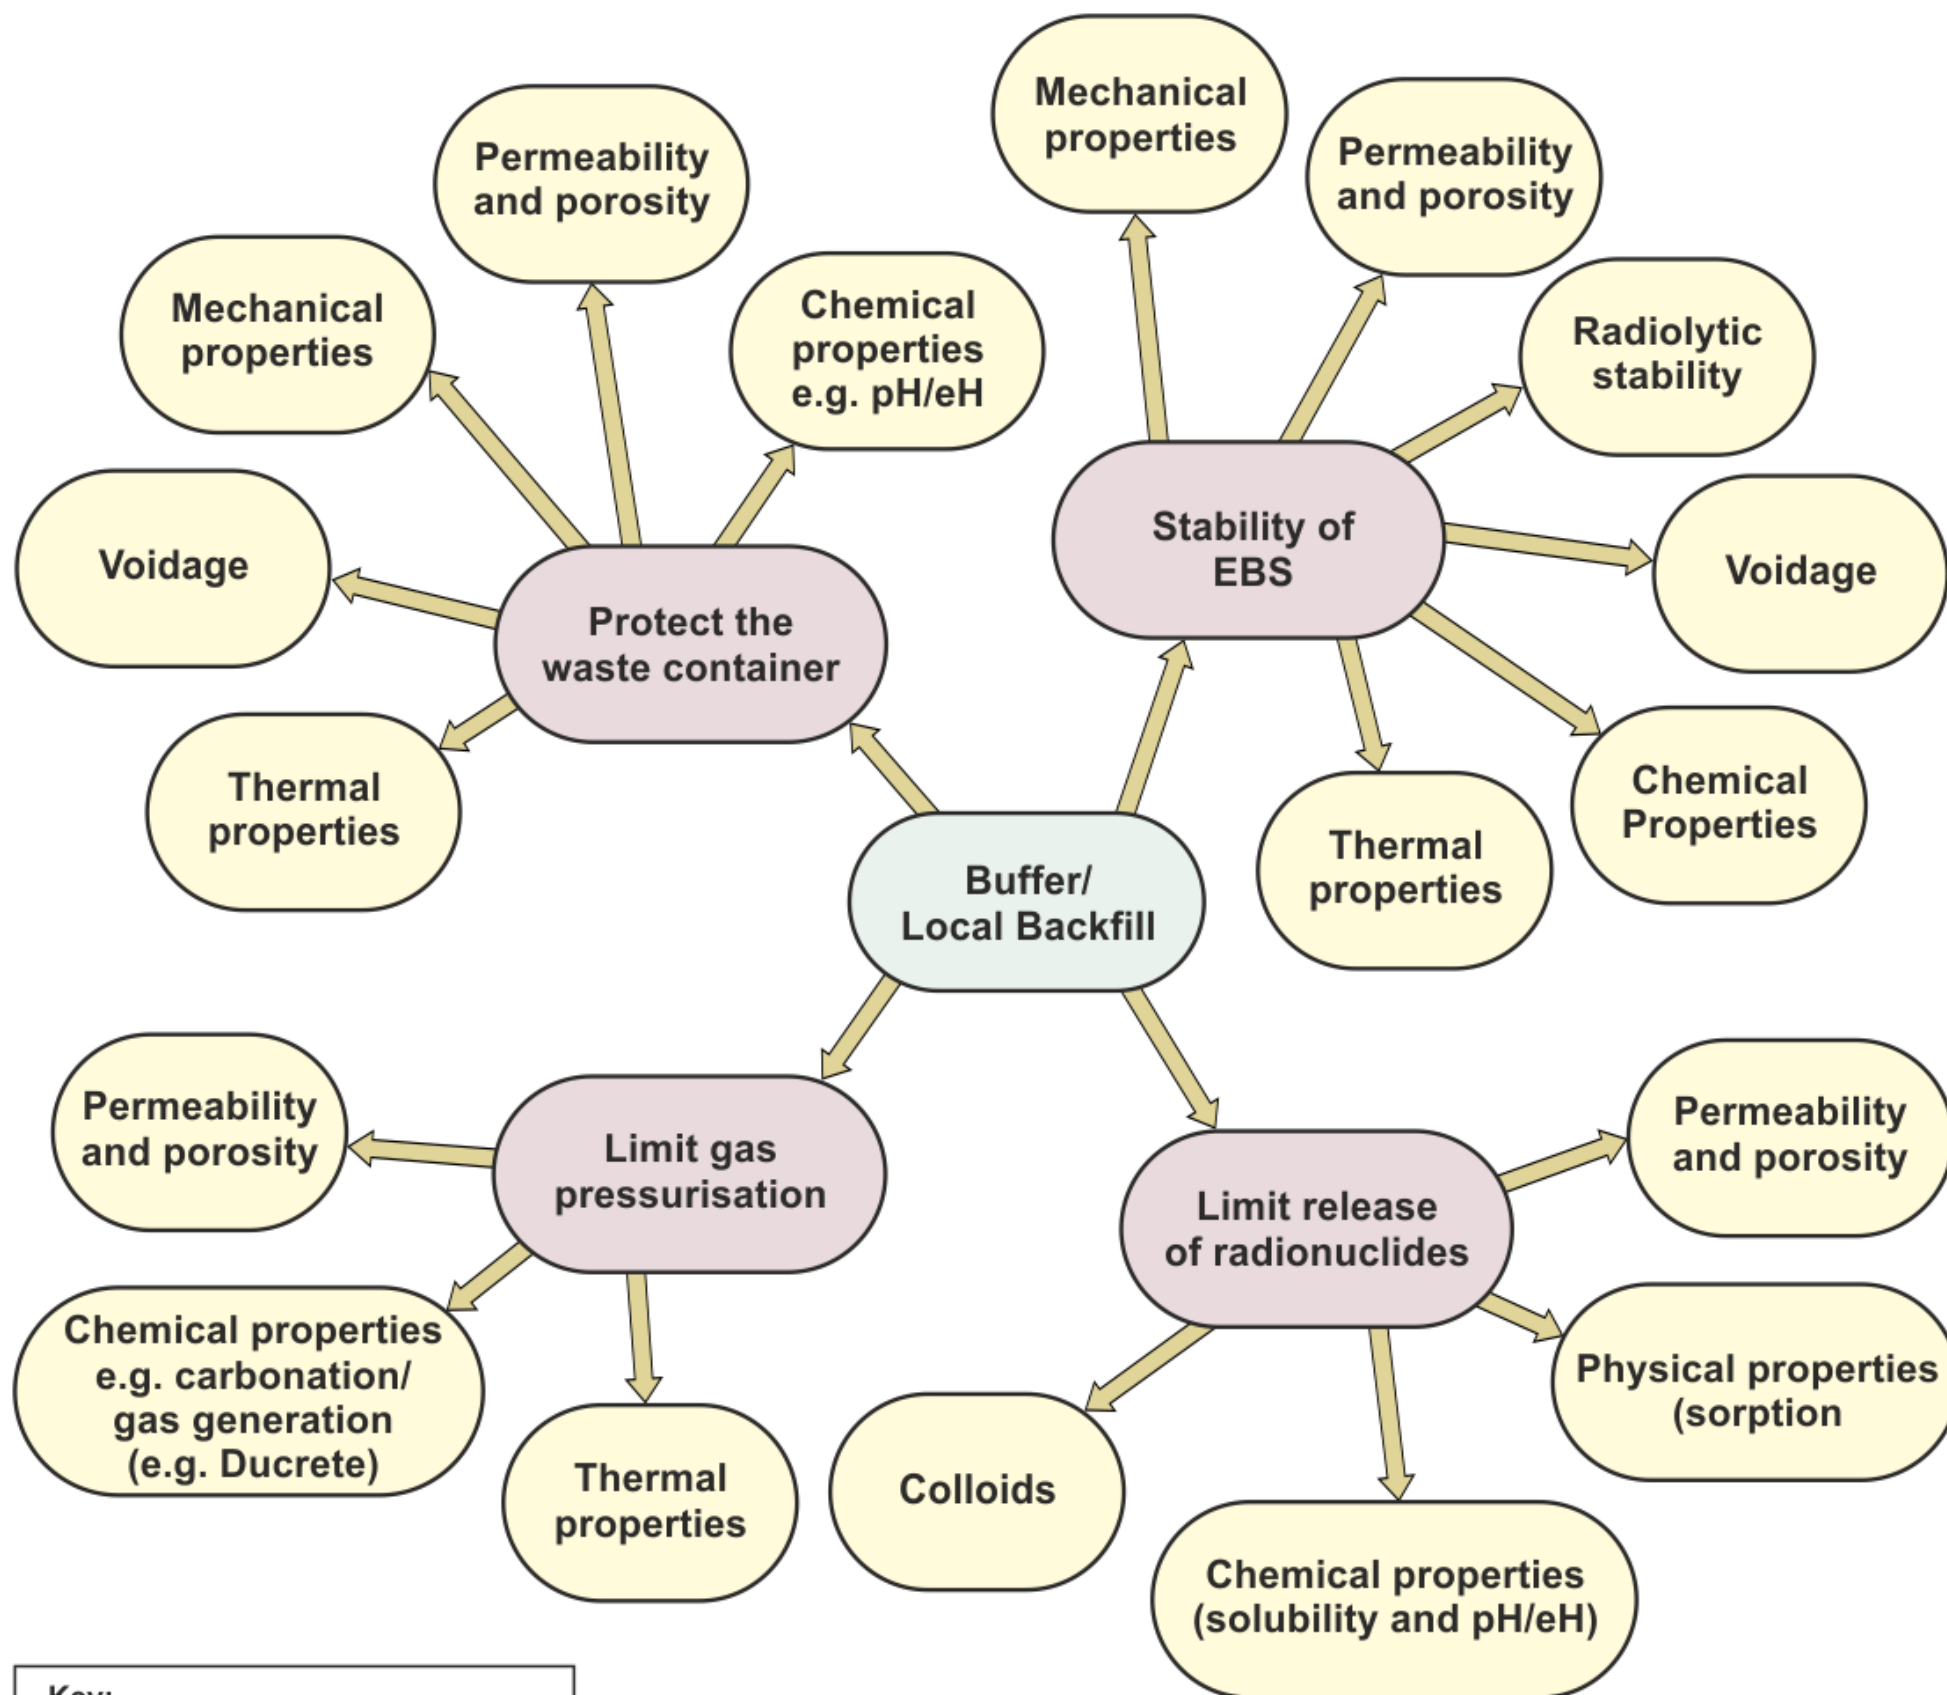 Mechanical
properties
Permeability
and porosity
Permeability
and porosity
Mechanical
properties
Chemical
properties
e.g. pH/eH
Radiolytic
stability
Voidage
Stability of
EBS
Voidage
Protect the
waste container
Thermal
properties
Chemical
Properties
Thermal
properties
Buffer/
Local Backfill
Permeability
and porosity
Limit gas
pressurisation
Permeability
and porosity
Limit release
of radionuclides
Chemical properties
e.g. carbonation/
gas generation
(e.g. Ducrete)
Physical properties
(sorption
Thermal
properties
Colloids
Chemical properties
(solubility and pH/eH)
Key: